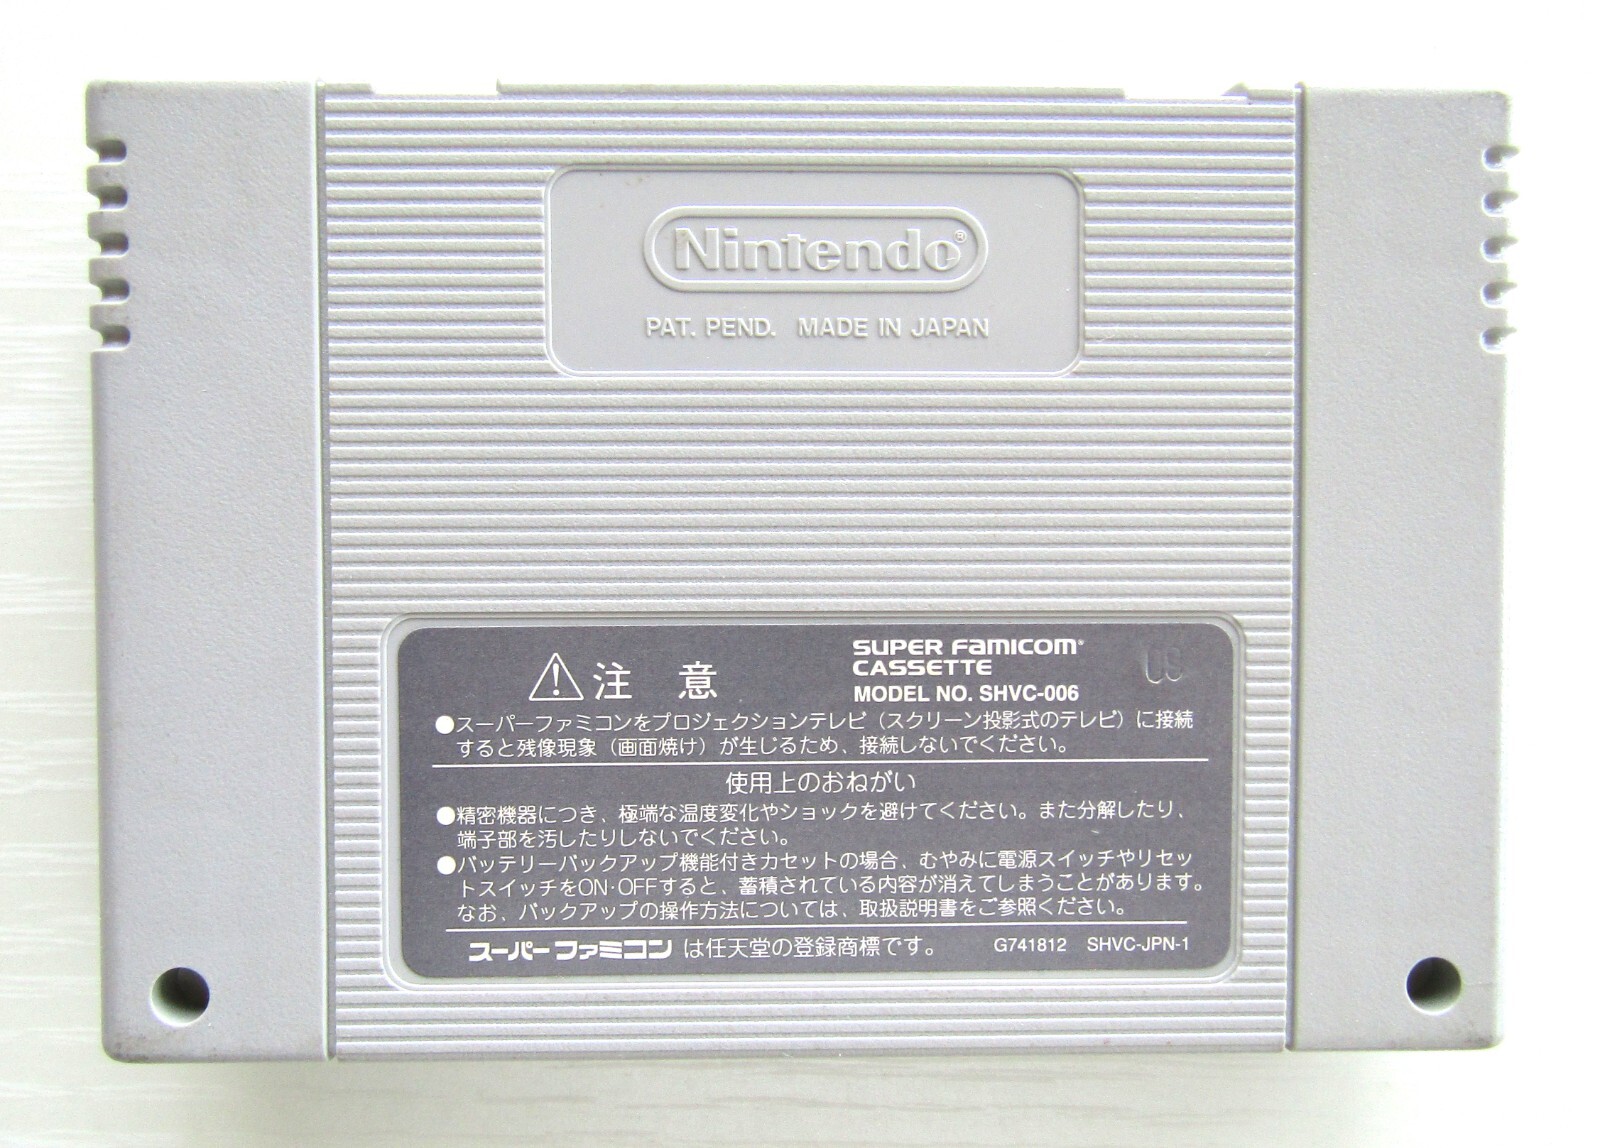 Nintendo®
PAT. PEND. MADE IN JAPAN
⚠注 意
SUPER FAMICOM®
CASSETTE
MODEL NO. SHVC-006
●スーパーファミコンをプロジェクションテレビ（スクリーン投影式のテレビ）に接続
すると残像現象（画面焼け）が生じるため、接続しないでください。
使用上のおねがい
●精密機器につき、極端な温度変化やショックを避けてください。また分解したり、
端子部を汚したりしないでください。
●バッテリーバックアップ機能付きカセットの場合、むやみに電源スイッチやリセッ
トスイッチをON·OFFすると、蓄積されている内容が消えてしまうことがあります。
なお、バックアップの操作方法については、取扱説明書をご参照ください。
スーパーファミコン は任天堂の登録商標です。 G741812 SHVC-JPN-1